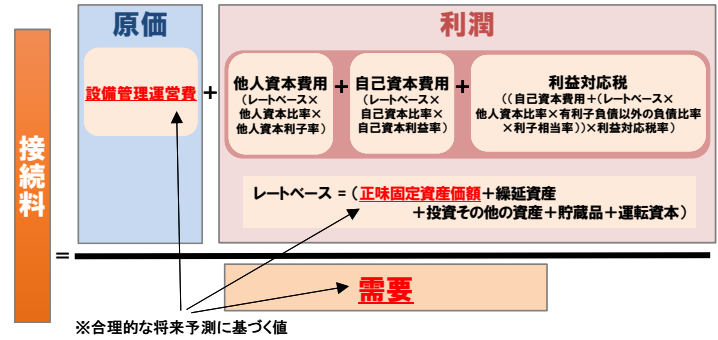 原価
利潤
接続料
設備管理運営費
+
他人資本費用
(レートベース×
他人資本比率×
他人資本利子率)
+
自己資本費用
(レートベース×
自己資本比率×
自己資本利益率)
+
利益対応税
((自己資本費用+(レートベース×
他人資本比率×有利子負債以外の負債比率
×利子相当率))×利益対応税率)
レートベース =(正味固定資産価額+繰延資産
+投資その他の資産+貯蔵品+運転資本)
=
需要
※合理的な将来予測に基づく値